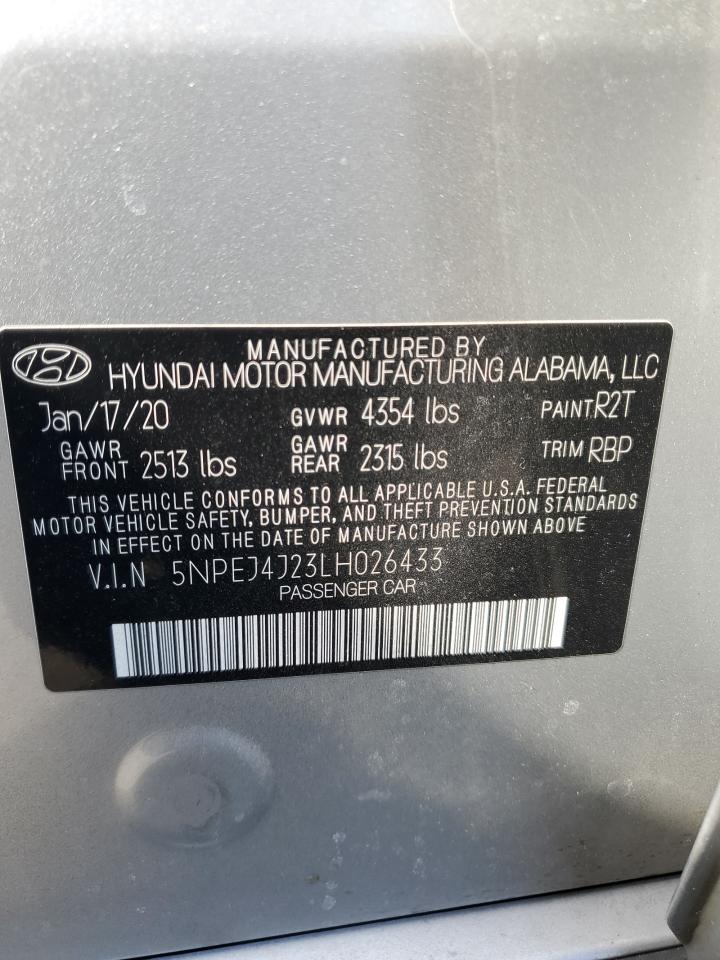 MANUFACTURED BY
HYUNDAI MOTOR MANUFACTURING ALABAMA, LLC
Jan/17/20 GVWR 4354 lbs PAINT R2T
GAWR FRONT 2513 lbs GAWR REAR 2315 lbs TRIM RBP
THIS VEHICLE CONFORMS TO ALL APPLICABLE U.S.A. FEDERAL
MOTOR VEHICLE SAFETY, BUMPER, AND THEFT PREVENTION STANDARDS
IN EFFECT ON THE DATE OF MANUFACTURE SHOWN ABOVE
V.I.N 5NPEJ4J23LH026433
PASSENGER CAR